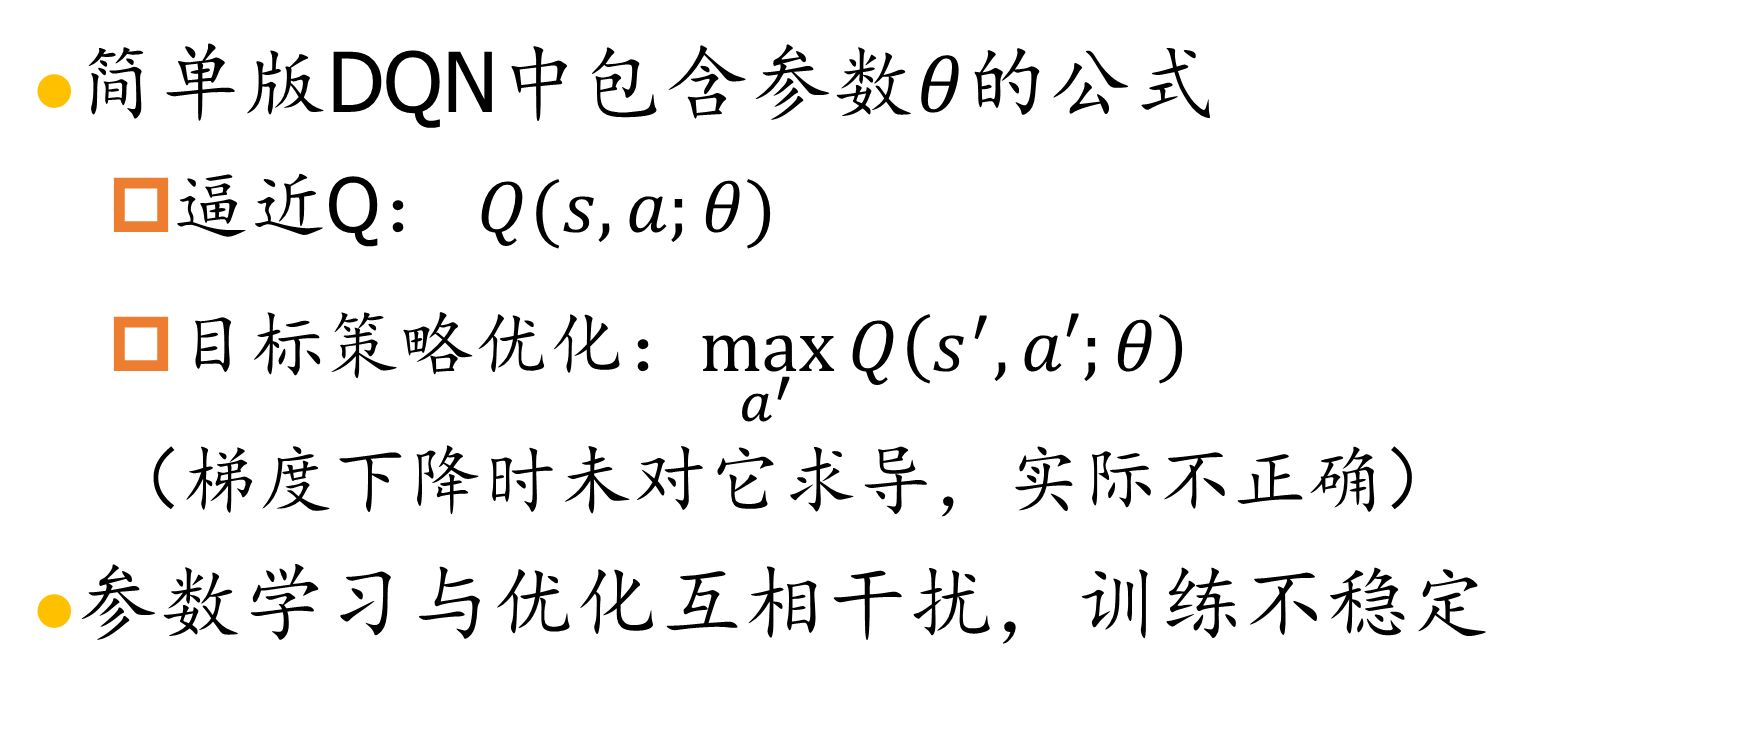 ●简单版DQN中包含参数θ的公式
□逼近Q： Q(s, a; θ)
□目标策略优化：max Q(s′, a′; θ)
a′
（梯度下降时未对它求导，实际不正确）
●参数学习与优化互相干扰，训练不稳定